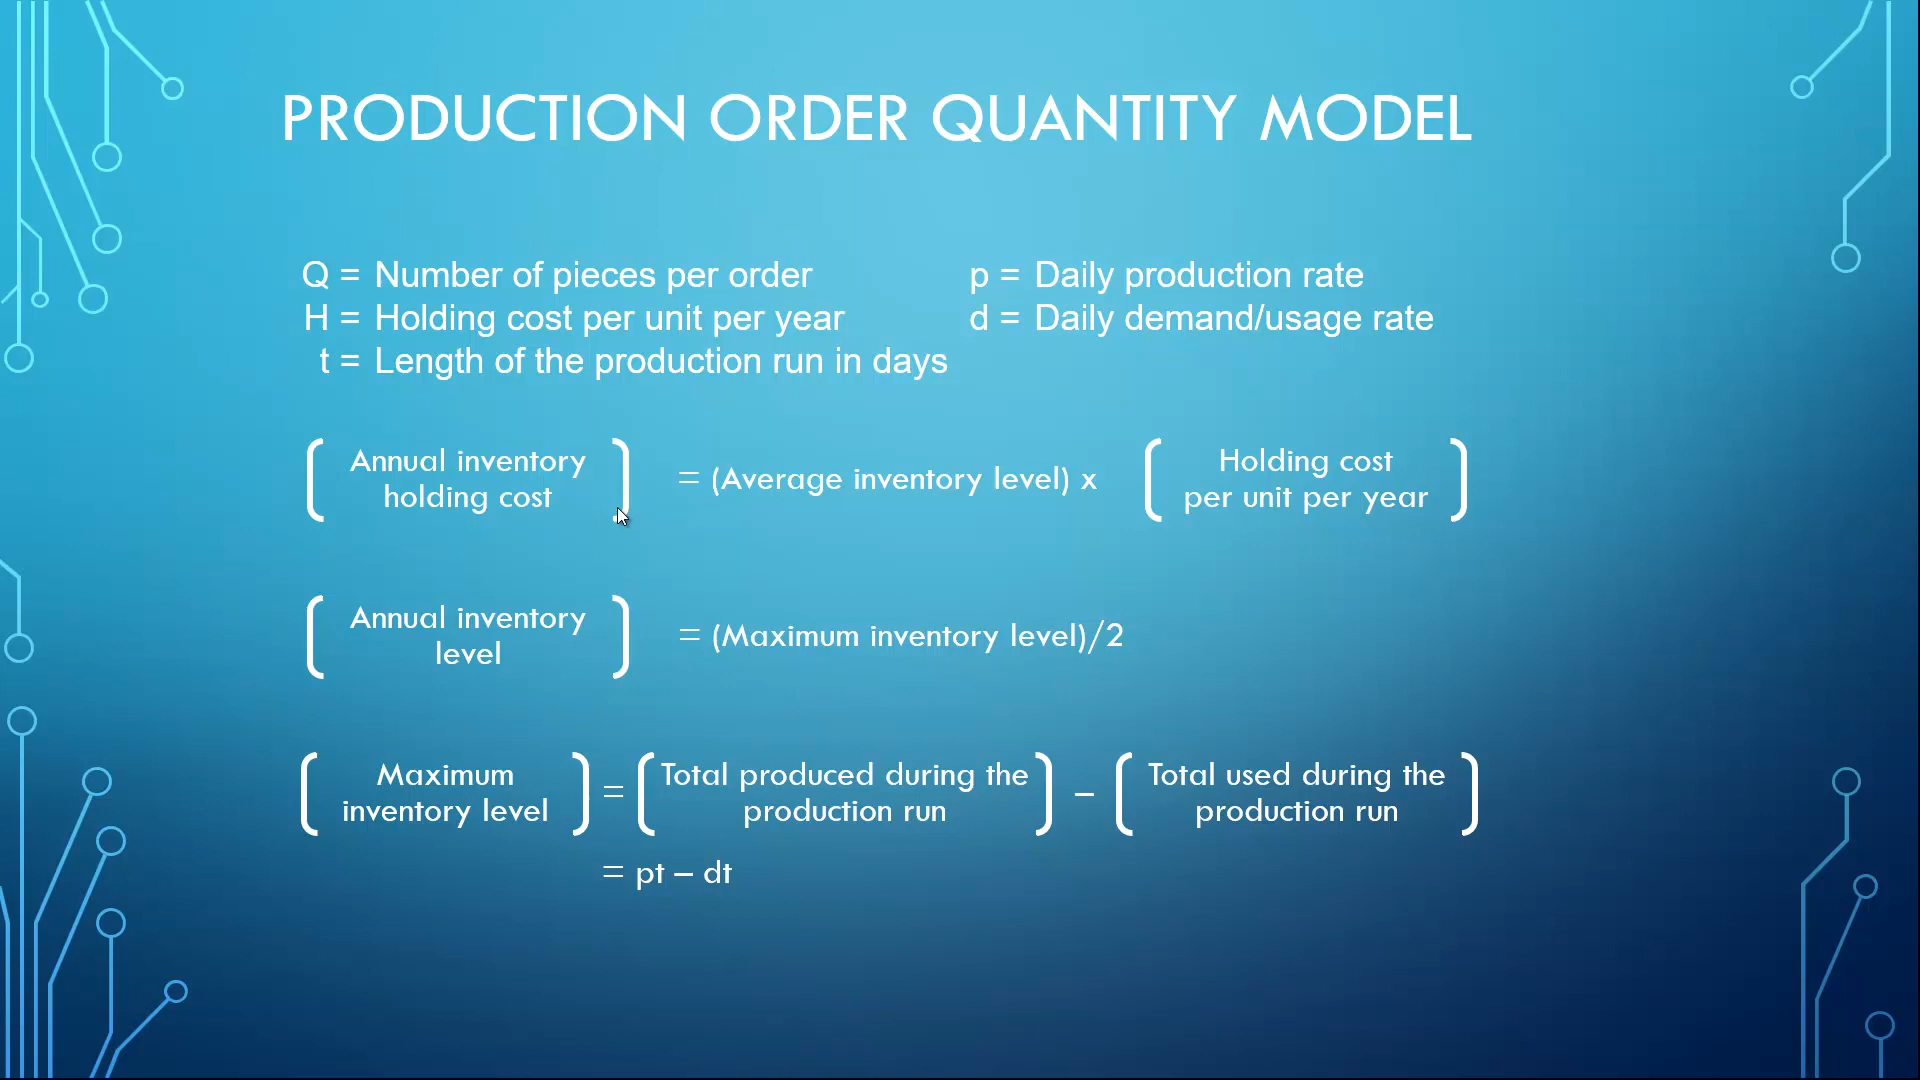 PRODUCTION ORDER QUANTITY MODEL
Q = Number of pieces per order
H = Holding cost per unit per year
t = Length of the production run in days
p = Daily production rate
d = Daily demand/usage rate
Annual inventory
holding cost
= (Average inventory level) x
Holding cost
per unit per year
Annual inventory
level
= (Maximum inventory level)/2
Maximum
inventory level
=
Total produced during the
production run
–
Total used during the
production run
= pt – dt